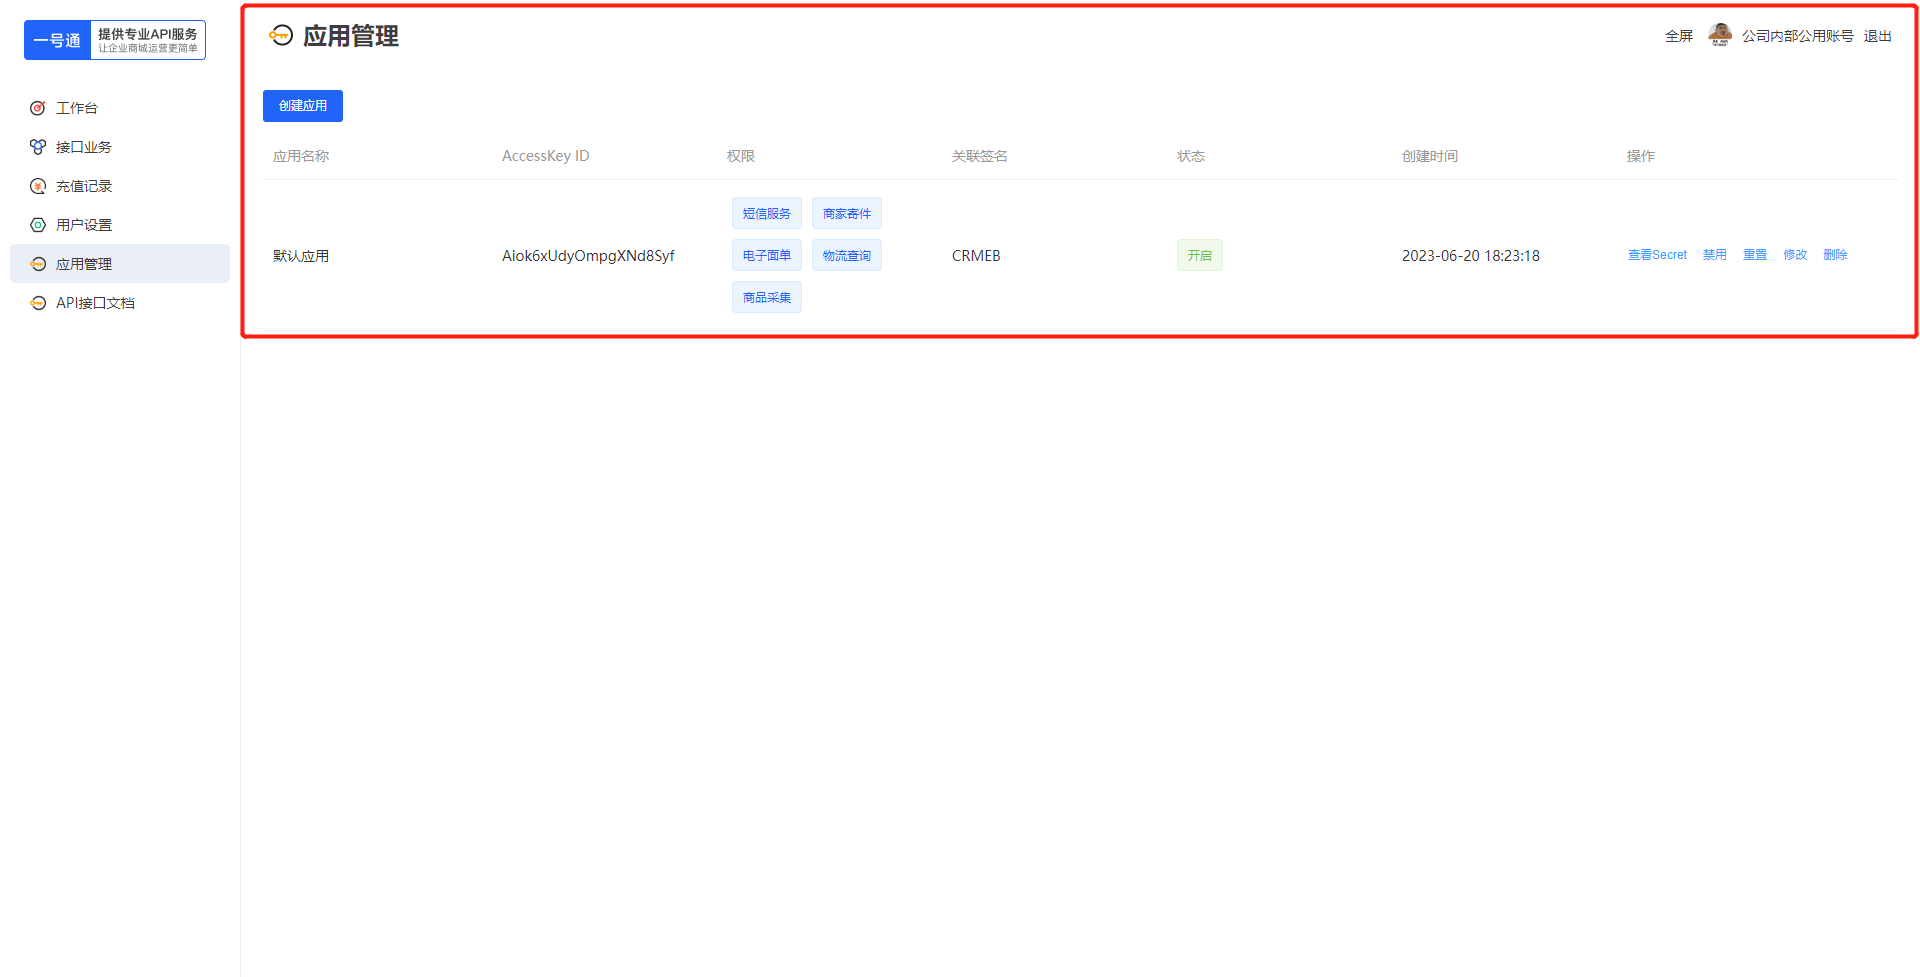 一号通
提供专业API服务
让企业商城运营更简单
工作台
接口业务
充值记录
用户设置
应用管理
API接口文档
应用管理
全屏 公司内部公用账号 退出
创建应用
应用名称 AccessKey ID 权限 关联签名 状态 创建时间 操作
短信服务 商家寄件
默认应用 Aiok6xUdyOmpgXNd8Syf 电子面单 物流查询 CRMEB 开启 2023-06-20 18:23:18 查看Secret 禁用 重置 修改 删除
商品采集